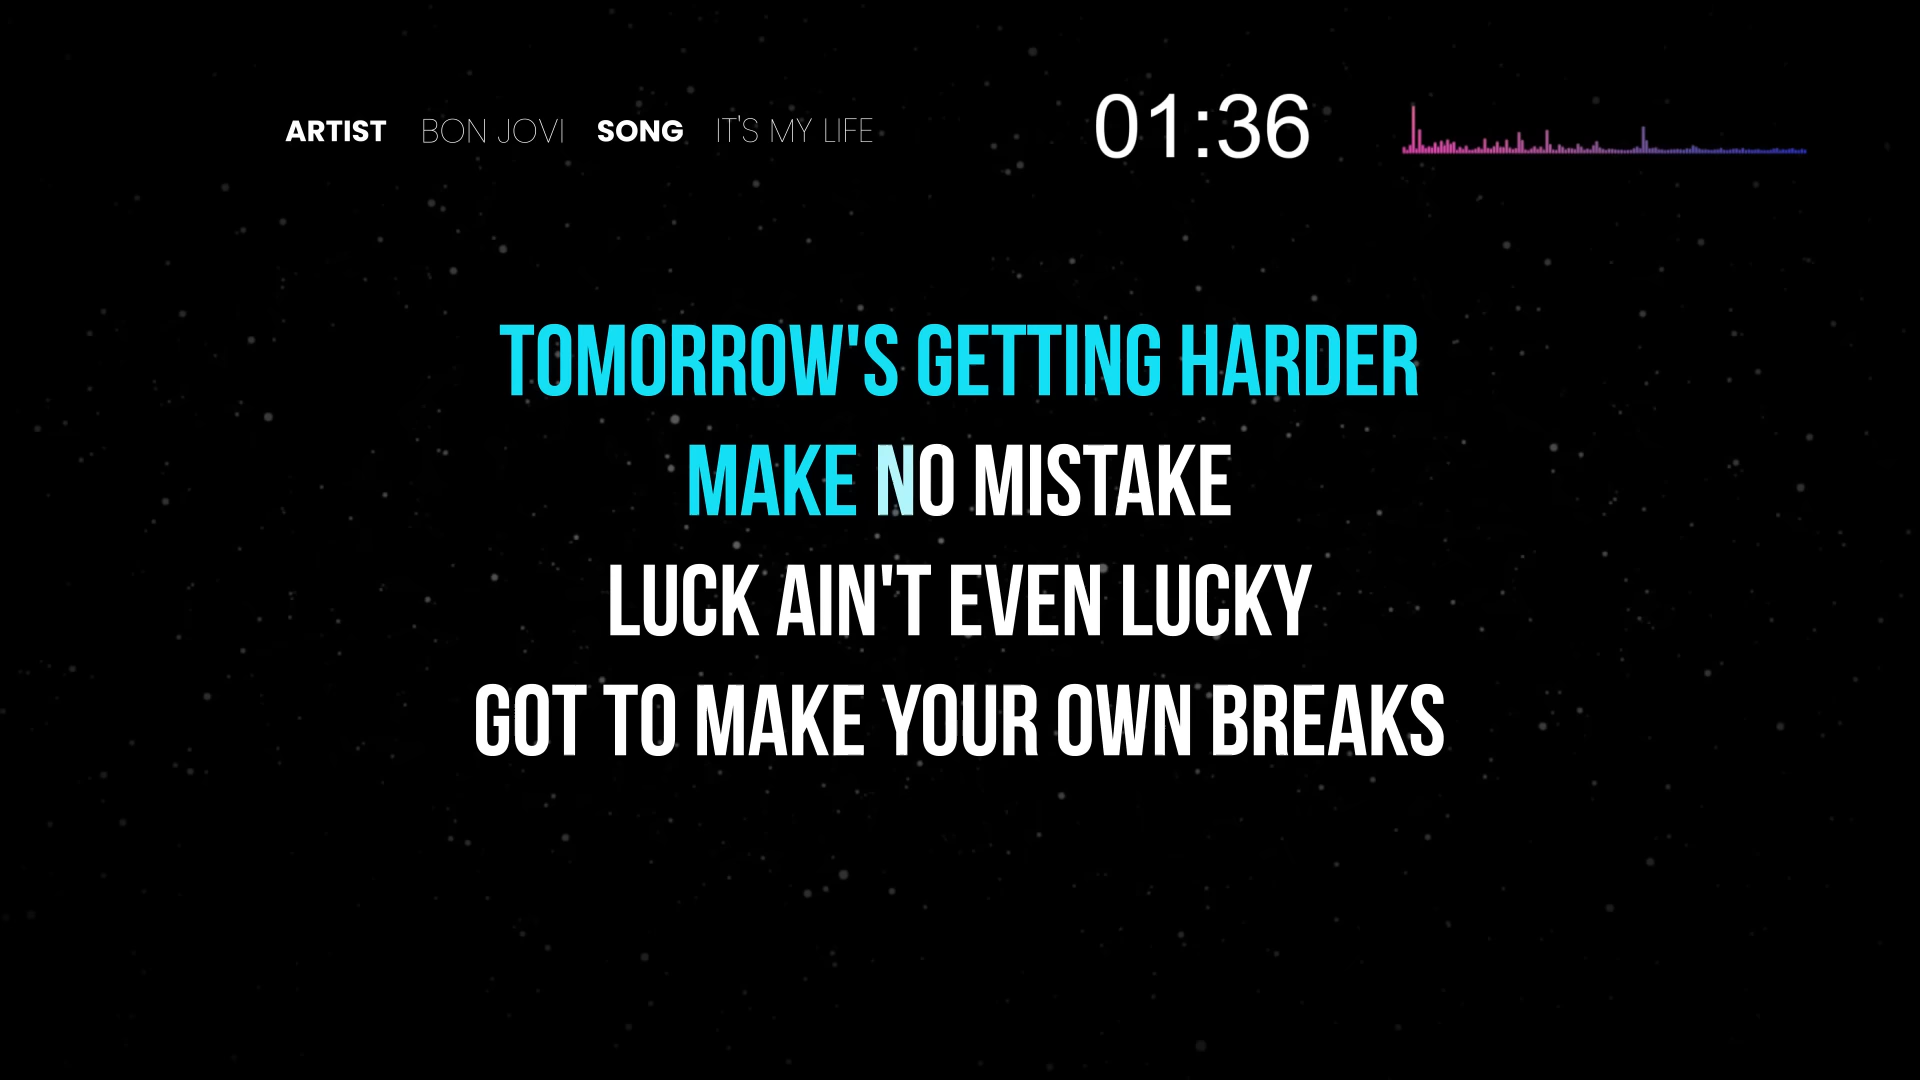 ARTIST BON JOVI SONG IT'S MY LIFE 01:36
TOMORROW'S GETTING HARDER
MAKE NO MISTAKE
LUCK AIN'T EVEN LUCKY
GOT TO MAKE YOUR OWN BREAKS